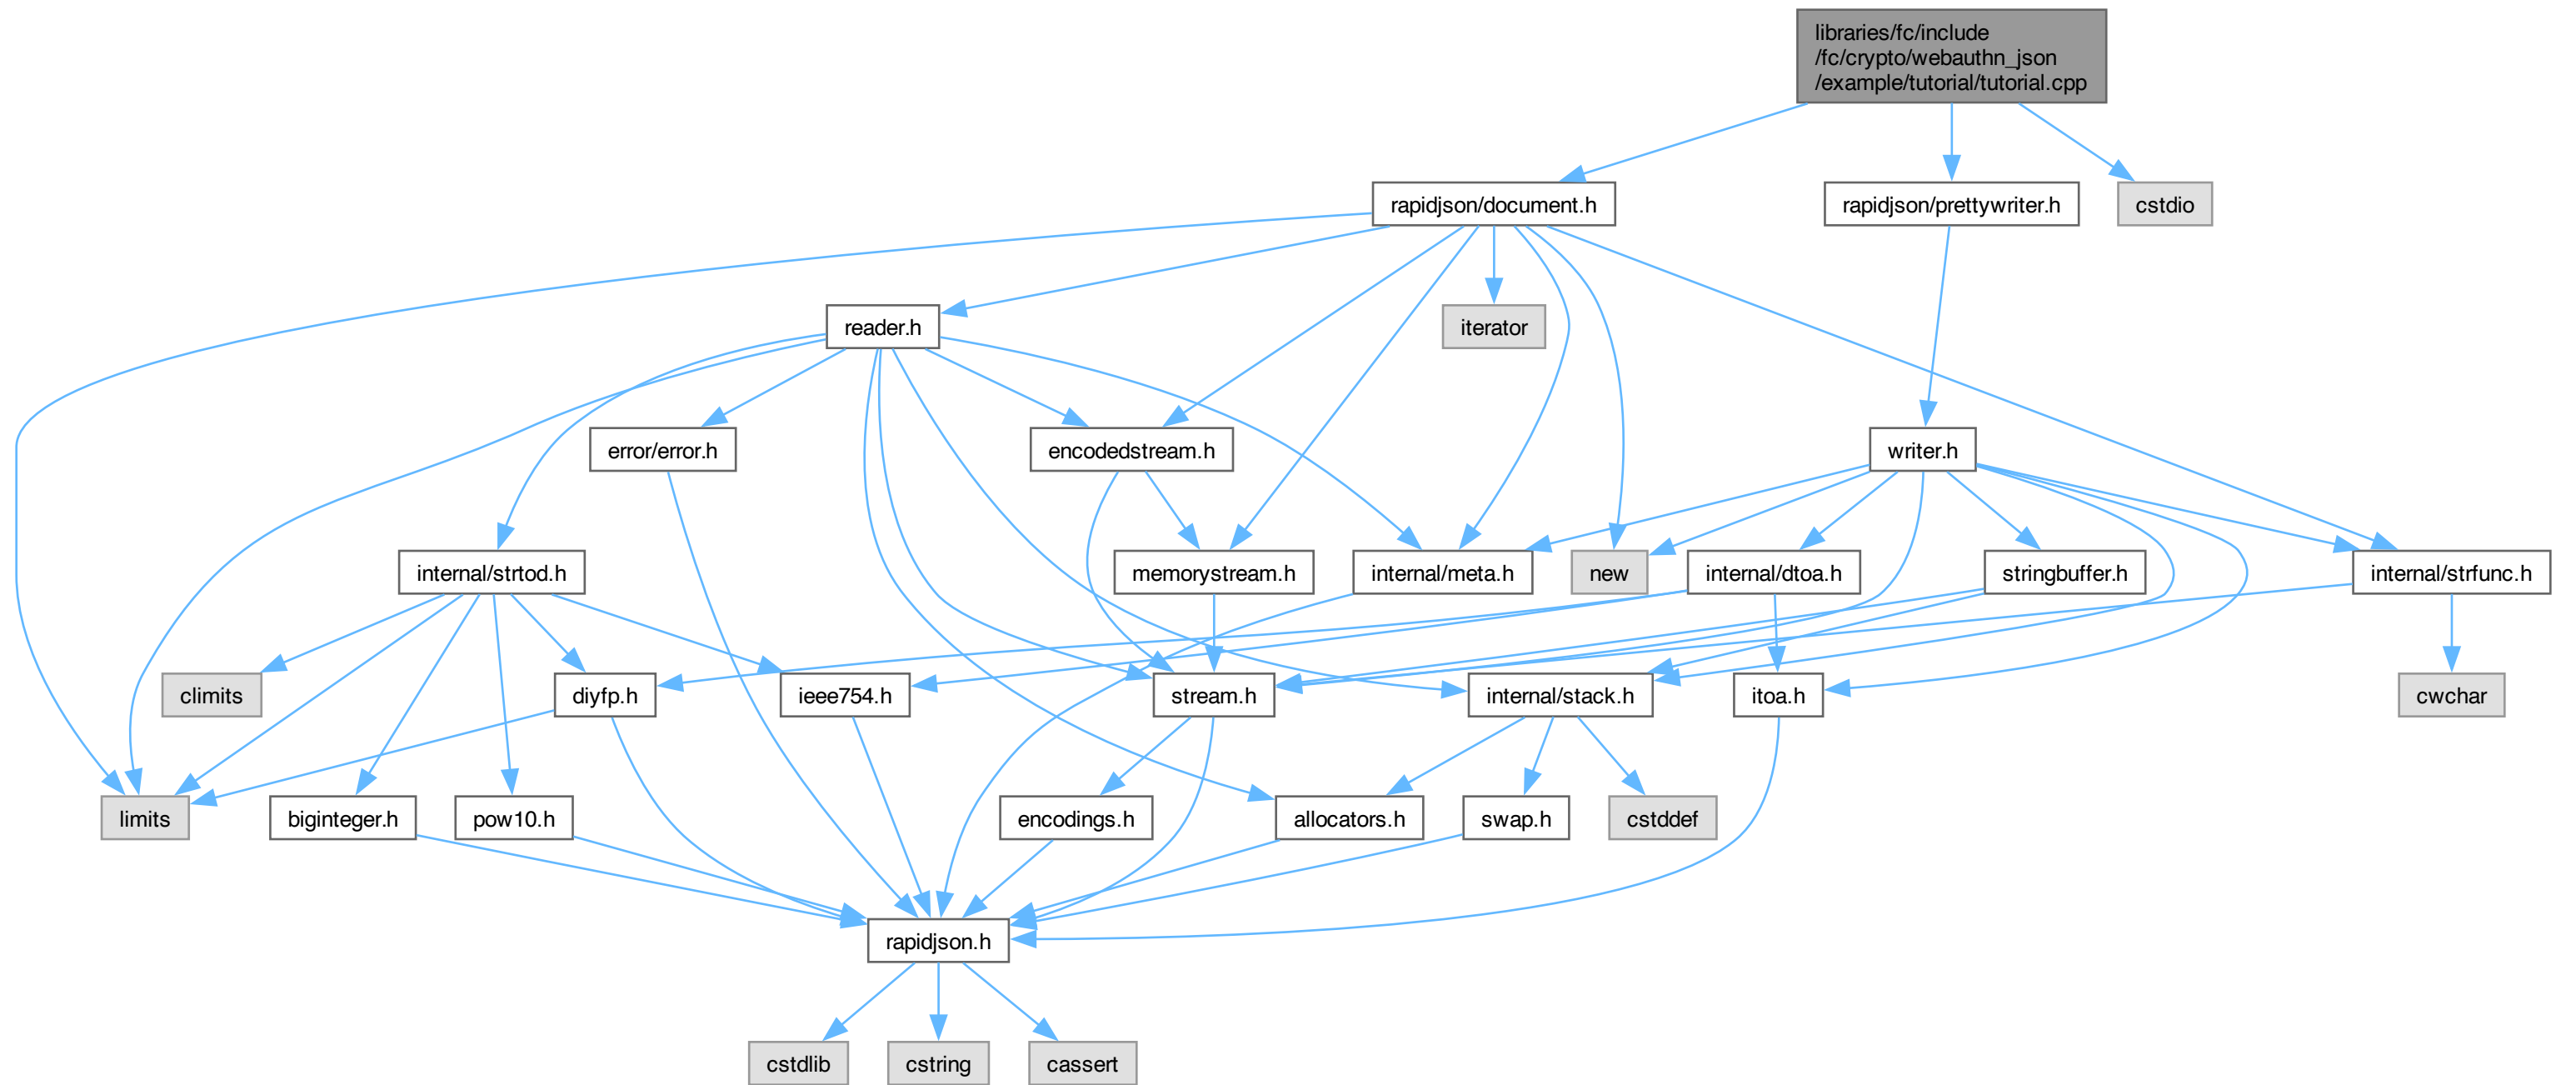 libraries/fc/include
/fc/crypto/webauthn_json
/example/tutorial/tutorial.cpp
rapidjson/document.h
rapidjson/prettywriter.h
cstdio
reader.h
iterator
error/error.h
encodedstream.h
writer.h
internal/strtod.h
memorystream.h
internal/meta.h
new
internal/dtoa.h
stringbuffer.h
internal/strfunc.h
climits
diyfp.h
ieee754.h
stream.h
internal/stack.h
itoa.h
cwchar
limits
biginteger.h
pow10.h
encodings.h
allocators.h
swap.h
cstddef
rapidjson.h
cstdlib
cstring
cassert